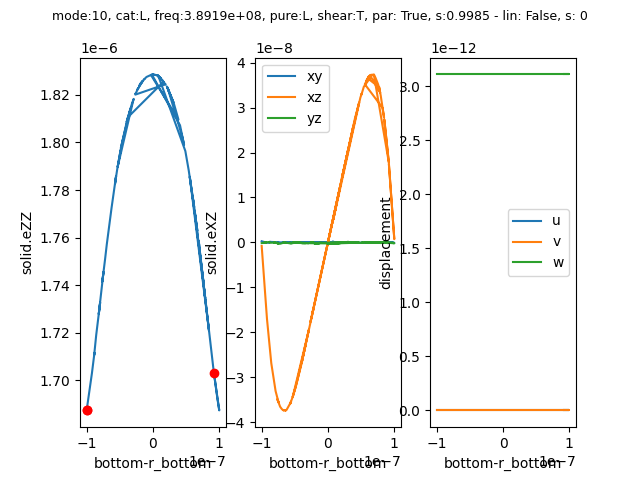 mode:10, cat:L, freq:3.8919e+08, pure:L, shear:T, par: True, s:0.9985 - lin: False, s: 0
1e−6
1.82
1.80
1.78
1.76
1.74
1.72
1.70
solid.eZZ
−1
0
1
bottom-r_bottom
1e−7
1e−8
xy
xz
yz
4
3
2
1
0
−1
−2
−3
−4
solid.eXZ
−1
0
1
bottom-r_bottom
1e−7
1e−12
3.0
2.5
2.0
1.5
1.0
0.5
0.0
displacement
u
v
w
−1
0
1
bottom-r_bottom
1e−7